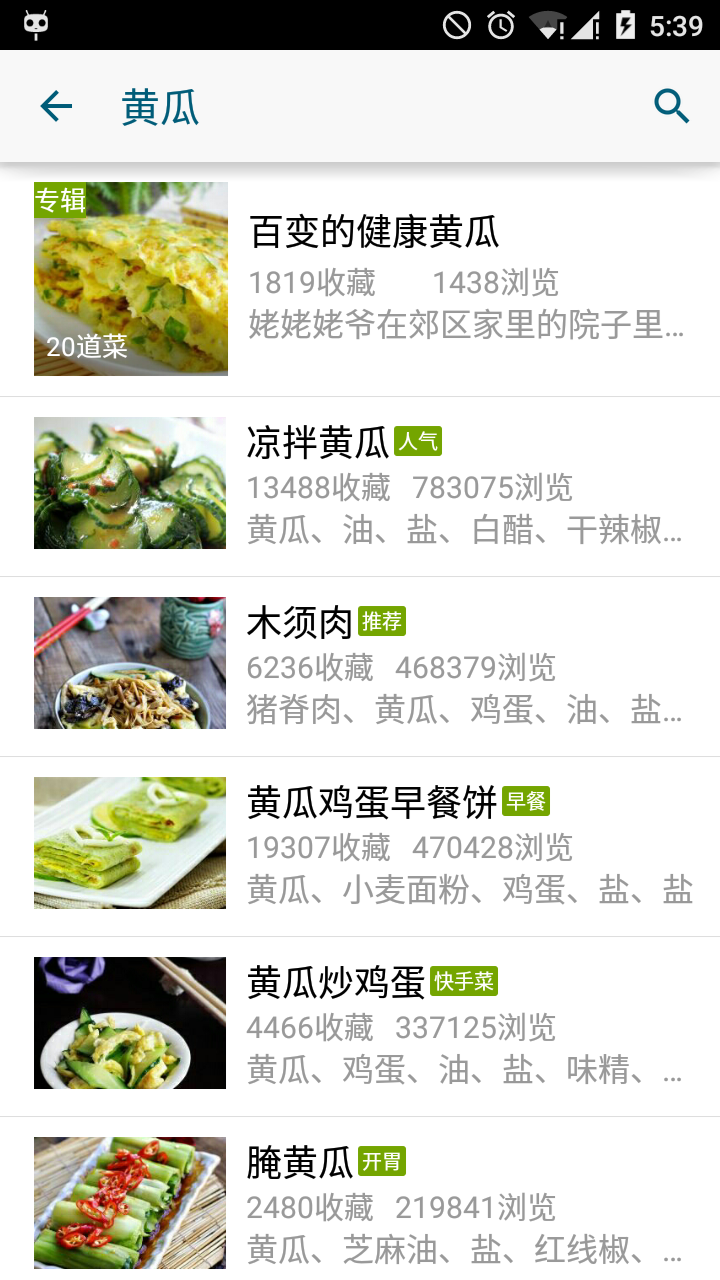 5:39
黄瓜
专辑
20道菜
百变的健康黄瓜
1819收藏 1438浏览
姥姥姥爷在郊区家里的院子里...
凉拌黄瓜 人气
13488收藏 783075浏览
黄瓜、油、盐、白醋、干辣椒...
木须肉 推荐
6236收藏 468379浏览
猪脊肉、黄瓜、鸡蛋、油、盐...
黄瓜鸡蛋早餐饼 早餐
19307收藏 470428浏览
黄瓜、小麦面粉、鸡蛋、盐、盐
黄瓜炒鸡蛋 快手菜
4466收藏 337125浏览
黄瓜、鸡蛋、油、盐、味精、...
腌黄瓜 开胃
2480收藏 219841浏览
黄瓜、芝麻油、盐、红线椒、...